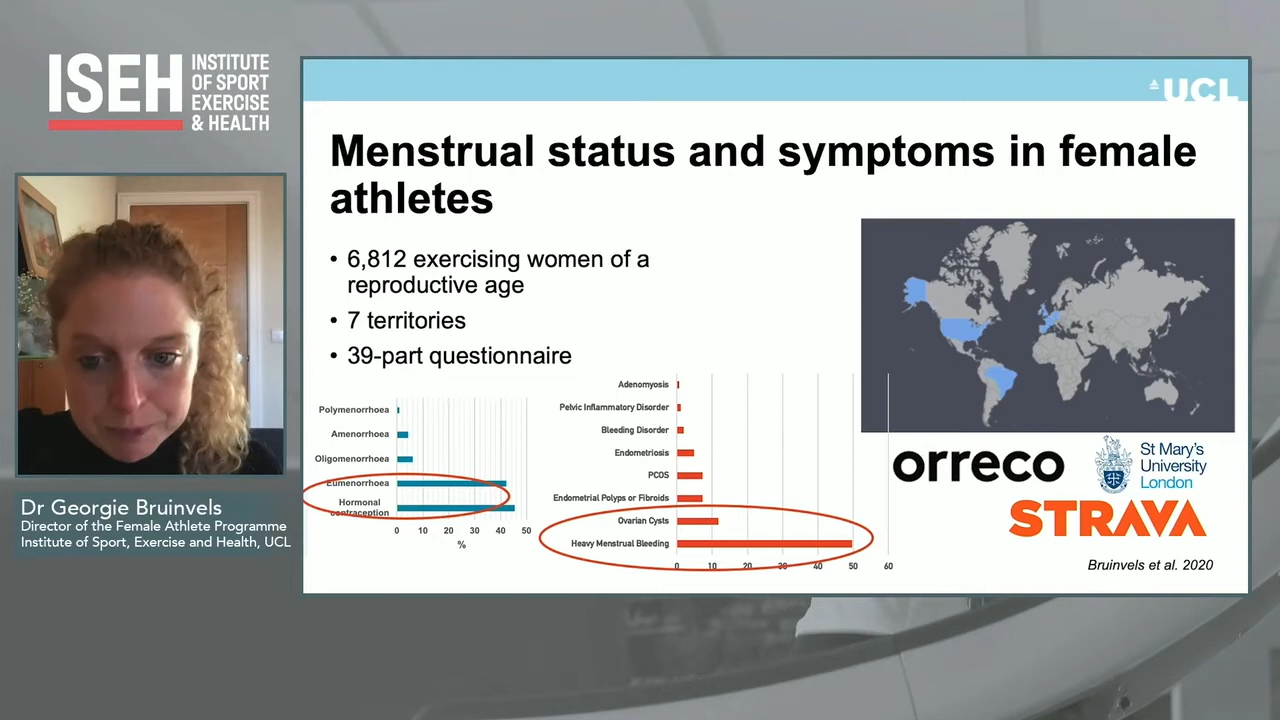 ISEH
INSTITUTE
OF SPORT
EXERCISE
& HEALTH
UCL
Menstrual status and symptoms in female
athletes
• 6,812 exercising women of a
reproductive age
• 7 territories
• 39-part questionnaire
Polymenorrhoea
Amenorrhoea
Oligomenorrhoea
Eumenorrhoea
Hormonal
contraception
0 10 20 30 40 50
%
Adenomyosis
Pelvic Inflammatory Disorder
Bleeding Disorder
Endometriosis
PCOS
Endometrial Polyps or Fibroids
Ovarian Cysts
Heavy Menstrual Bleeding
0 10 20 30 40 50 60
orreco
St Mary's
University
London
STRAVA
Bruinvels et al. 2020
Dr Georgie Bruinvels
Director of the Female Athlete Programme
Institute of Sport, Exercise and Health, UCL